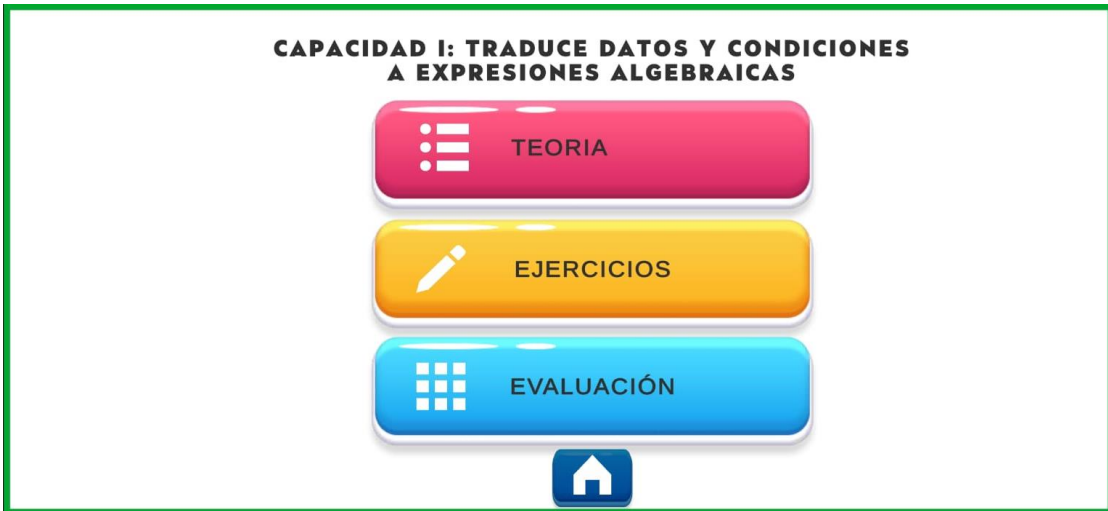 CAPACIDAD I: TRADUCE DATOS Y CONDICIONES
A EXPRESIONES ALGEBRAICAS
TEORIA
EJERCICIOS
EVALUACIÓN